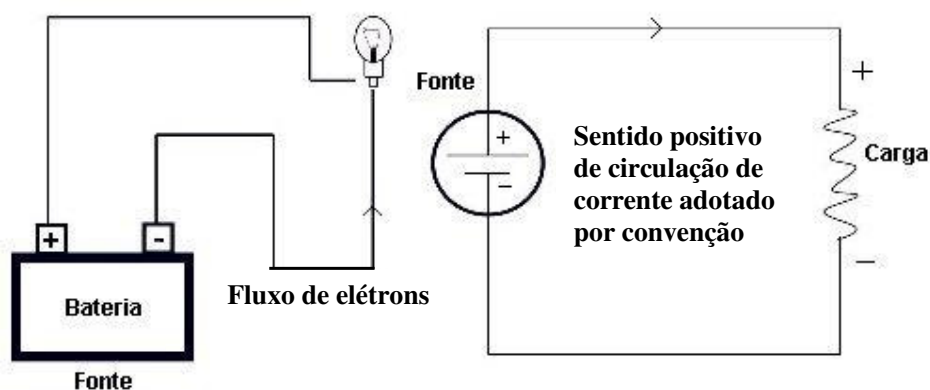 +
-
Bateria
Fonte
Fluxo de elétrons
Fonte
+
-
Sentido positivo
de circulação de
corrente adotado
por convenção
+
Carga
-